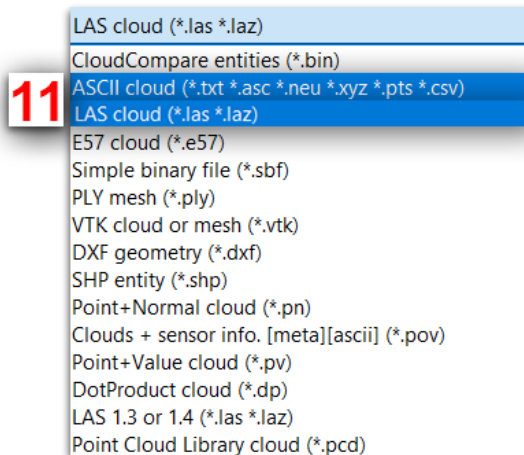 LAS cloud (*.las *.laz)
CloudCompare entities (*.bin)
ASCII cloud (*.txt *.asc *.neu *.xyz *.pts *.csv)
11
LAS cloud (*.las *.laz)
E57 cloud (*.e57)
Simple binary file (*.sbf)
PLY mesh (*.ply)
VTK cloud or mesh (*.vtk)
DXF geometry (*.dxf)
SHP entity (*.shp)
Point+Normal cloud (*.pn)
Clouds + sensor info. [meta][ascii] (*.pov)
Point+Value cloud (*.pv)
DotProduct cloud (*.dp)
LAS 1.3 or 1.4 (*.las *.laz)
Point Cloud Library cloud (*.pcd)